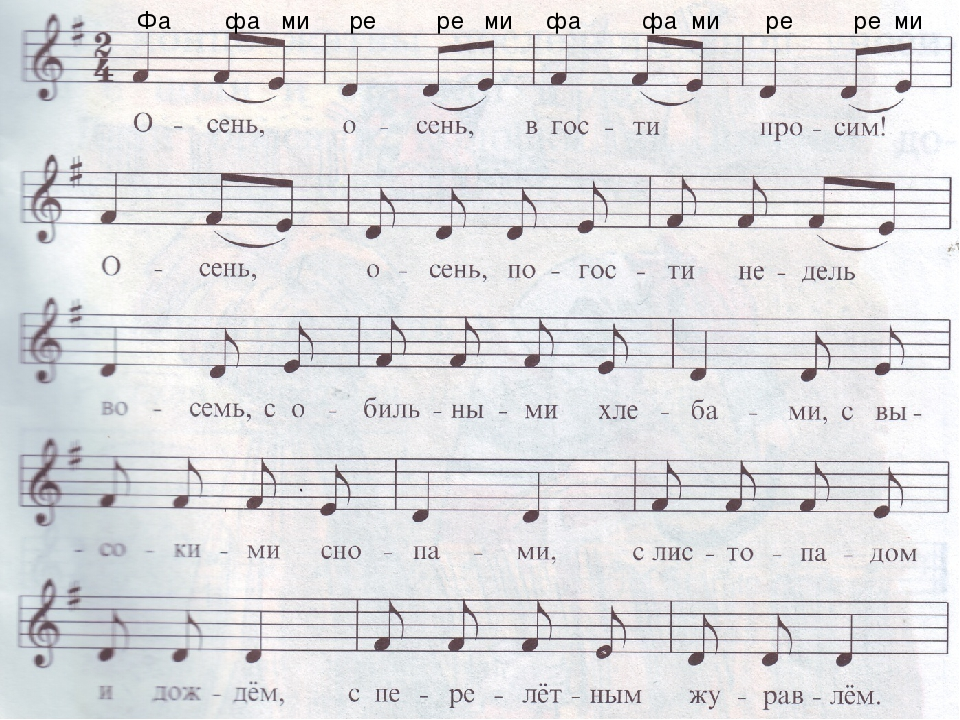 Фа фа ми ре ре ми фа фа ми ре ре ми
2
4
О - сень, о - сень, в гос - ти про - сим!
О - сень, о - сень, по - гос - ти не - дель
во - семь, с о - биль - ны - ми хле - ба - ми, с вы -
- со - ки - ми сно - па - ми, с лис - то - па - дом
и дож - дём, с пе - ре - лёт - ным жу - рав - лём.